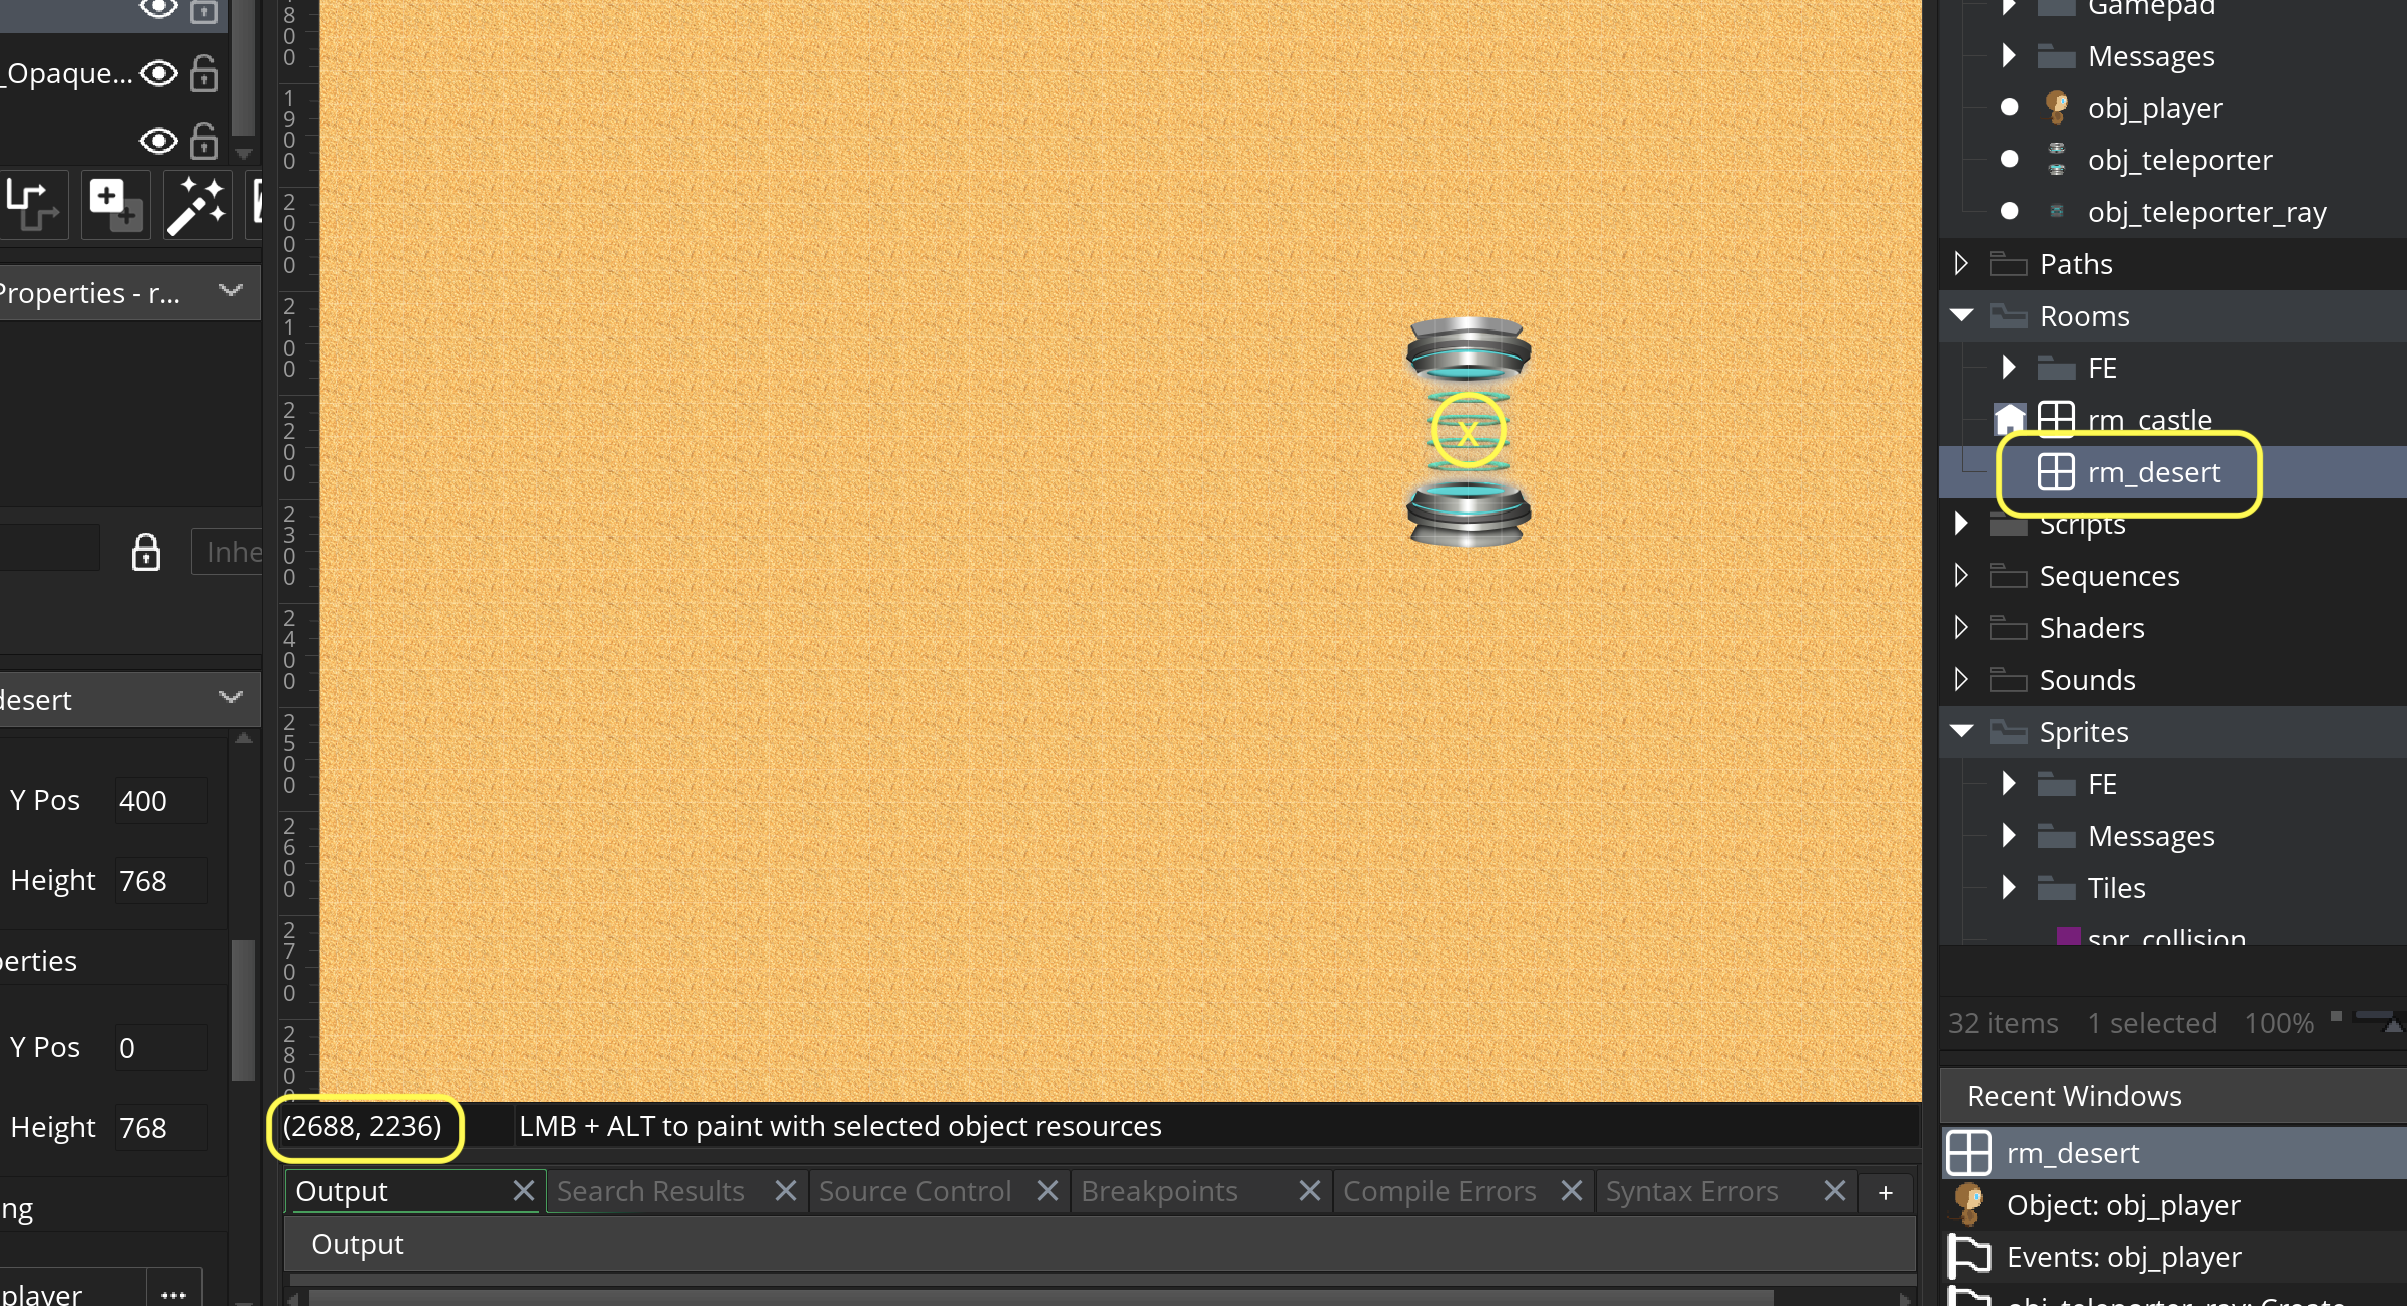 _Opaque...
Properties - r...
Inhe
desert
Y Pos 400
Height 768
perties
Y Pos 0
Height 768
ng
player ...
800
1900
2000
2100
2200
2300
2400
2500
2600
2700
280
X
(2688, 2236)
LMB + ALT to paint with selected object resources
Output
Search Results
Source Control
Breakpoints
Compile Errors
Syntax Errors
+
Output
Gamepad
Messages
obj_player
obj_teleporter
obj_teleporter_ray
Paths
Rooms
FE
rm_castle
rm_desert
Scripts
Sequences
Shaders
Sounds
Sprites
FE
Messages
Tiles
spr_collision
32 items 1 selected 100%
Recent Windows
rm_desert
Object: obj_player
Events: obj_player
obj_teleporter_ray: Create